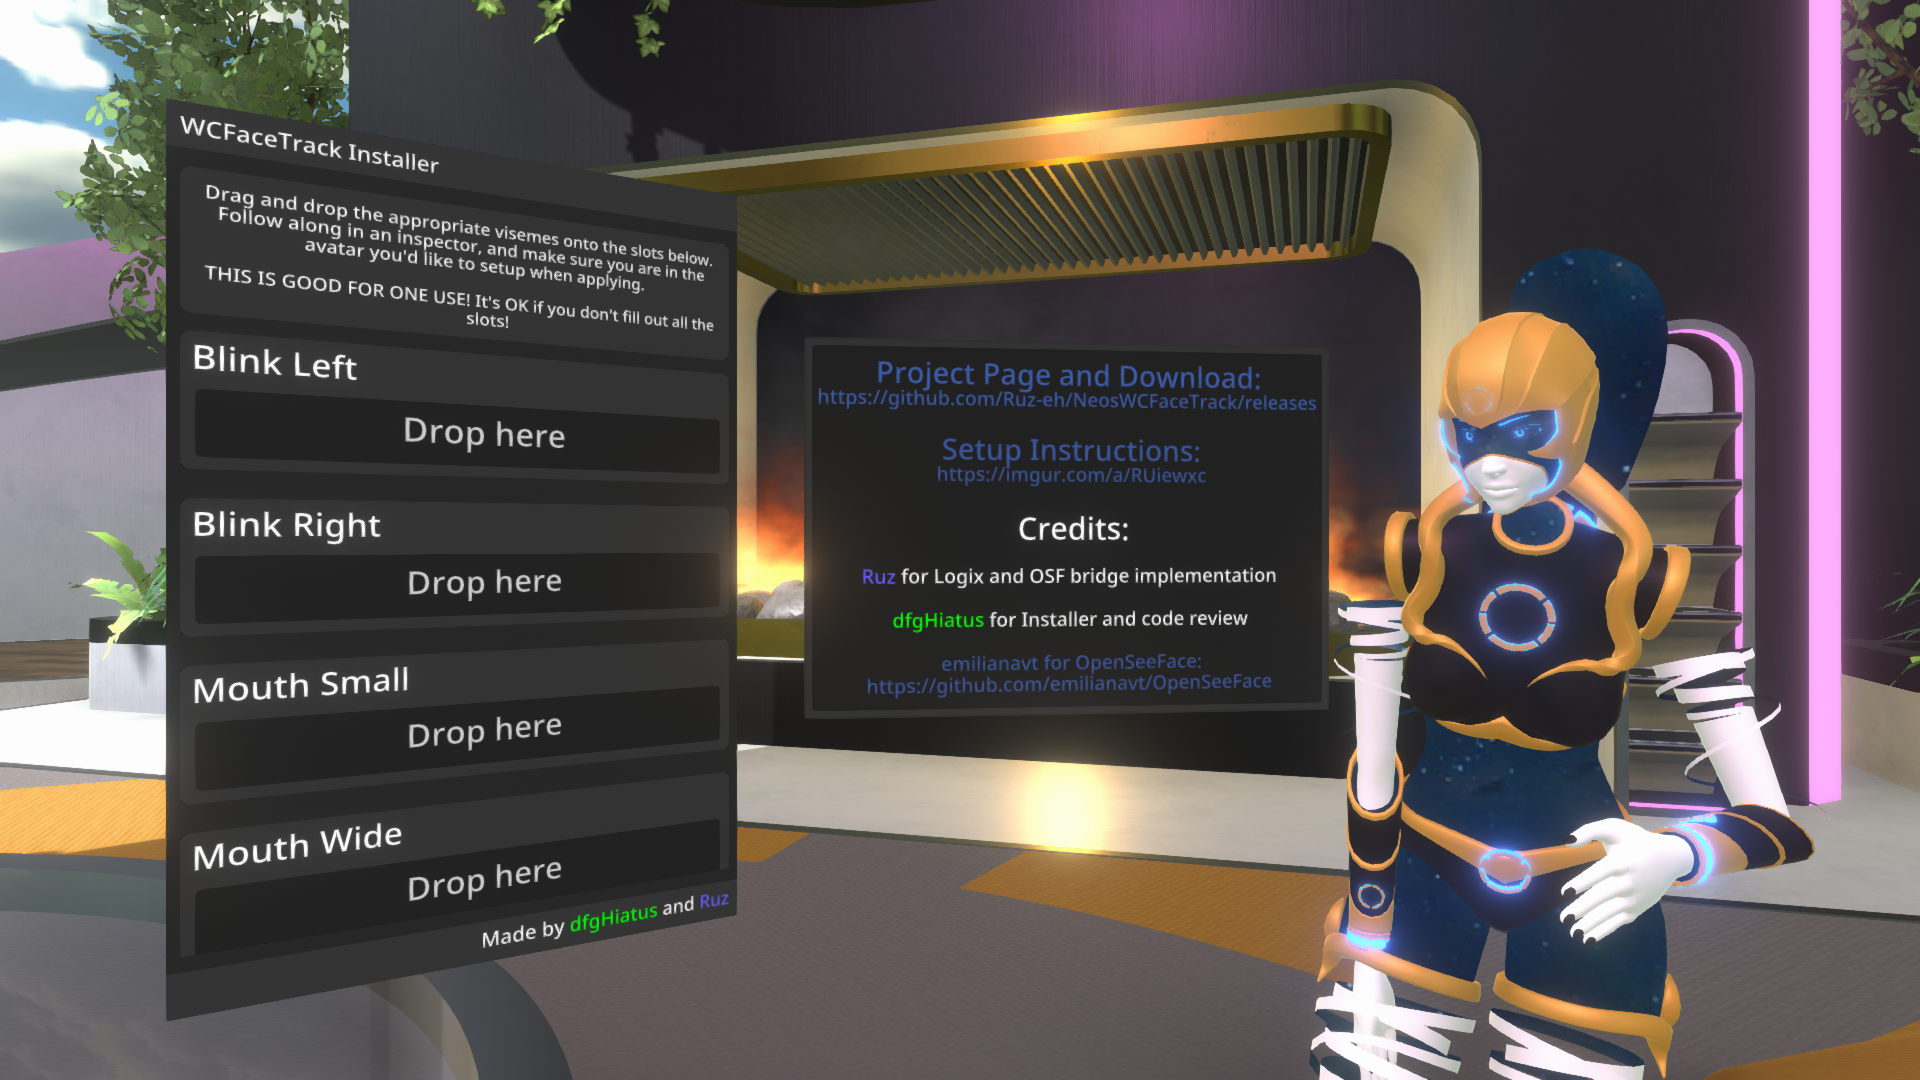 WCFaceTrack Installer
Drag and drop the appropriate visemes onto the slots below.
Follow along in an inspector, and make sure you are in the
avatar you'd like to setup when applying.
THIS IS GOOD FOR ONE USE! It's OK if you don't fill out all the
slots!
Blink Left
Drop here
Blink Right
Drop here
Mouth Small
Drop here
Mouth Wide
Drop here
Made by dfgHiatus and Ruz
Project Page and Download:
https://github.com/Ruz-eh/NeosWCFaceTrack/releases
Setup Instructions:
https://imgur.com/a/RUiewxc
Credits:
Ruz for Logix and OSF bridge implementation
dfgHiatus for Installer and code review
emilianavt for OpenSeeFace:
https://github.com/emilianavt/OpenSeeFace